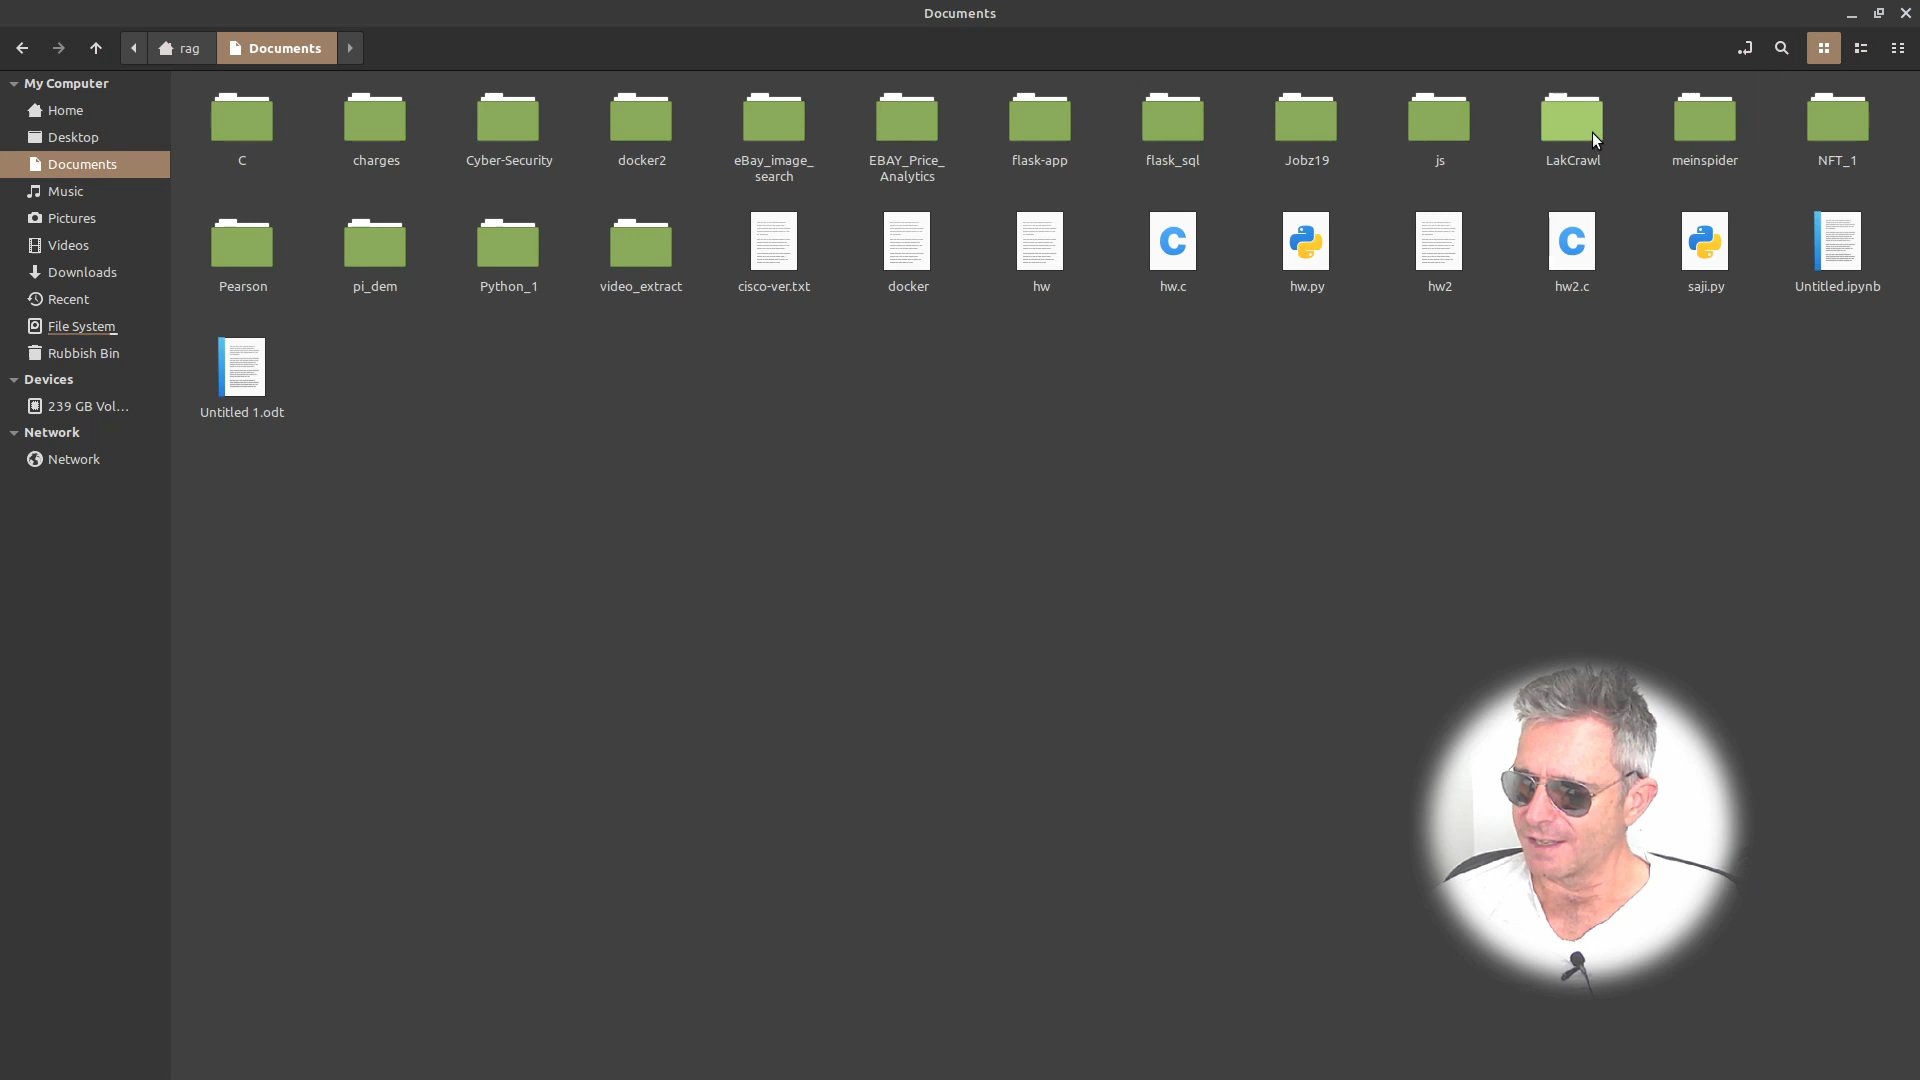 Documents
rag
Documents
My Computer
Home
Desktop
Documents
Music
Pictures
Videos
Downloads
Recent
File System
Rubbish Bin
Devices
239 GB Vol...
Network
Network
C
charges
Cyber-Security
docker2
eBay_image_
search
EBAY_Price_
Analytics
flask-app
flask_sql
Jobz19
js
LakCrawl
meinspider
NFT_1
Pearson
pi_dem
Python_1
video_extract
cisco-ver.txt
docker
hw
C
hw.c
hw.py
hw2
C
hw2.c
saji.py
Untitled.ipynb
Untitled 1.odt